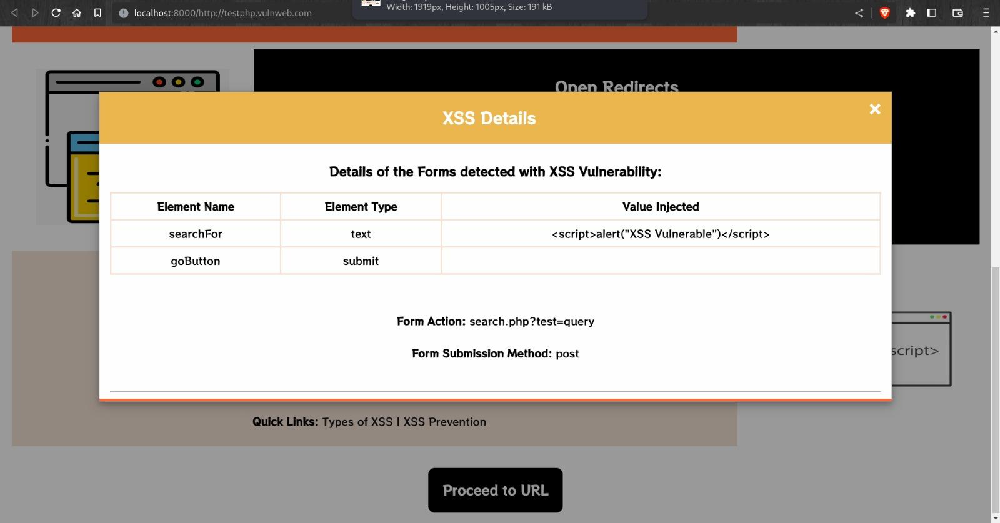 localhost:8000/http://testphp.vulnweb.com
Width: 1919px, Height: 1005px, Size: 191 kB
Open Redirects
XSS Details
×
Details of the Forms detected with XSS Vulnerability:
Element Name Element Type Value Injected
searchFor text <script>alert("XSS Vulnerable")</script>
goButton submit
Form Action: search.php?test=query
script>
Form Submission Method: post
Quick Links: Types of XSS | XSS Prevention
Proceed to URL